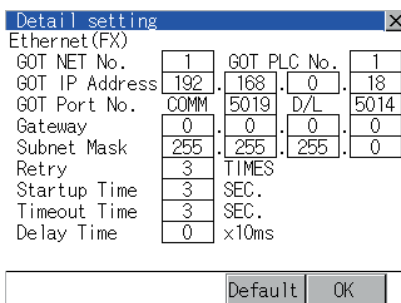 Detail setting ×
Ethernet(FX)
GOT NET No. 1 GOT PLC No. 1
GOT IP Address 192 . 168 . 0 . 18
GOT Port No. COMM 5019 D/L 5014
Gateway 0 . 0 . 0 . 0
Subnet Mask 255 . 255 . 255 . 0
Retry 3 TIMES
Startup Time 3 SEC.
Timeout Time 3 SEC.
Delay Time 0 ×10ms
Default OK